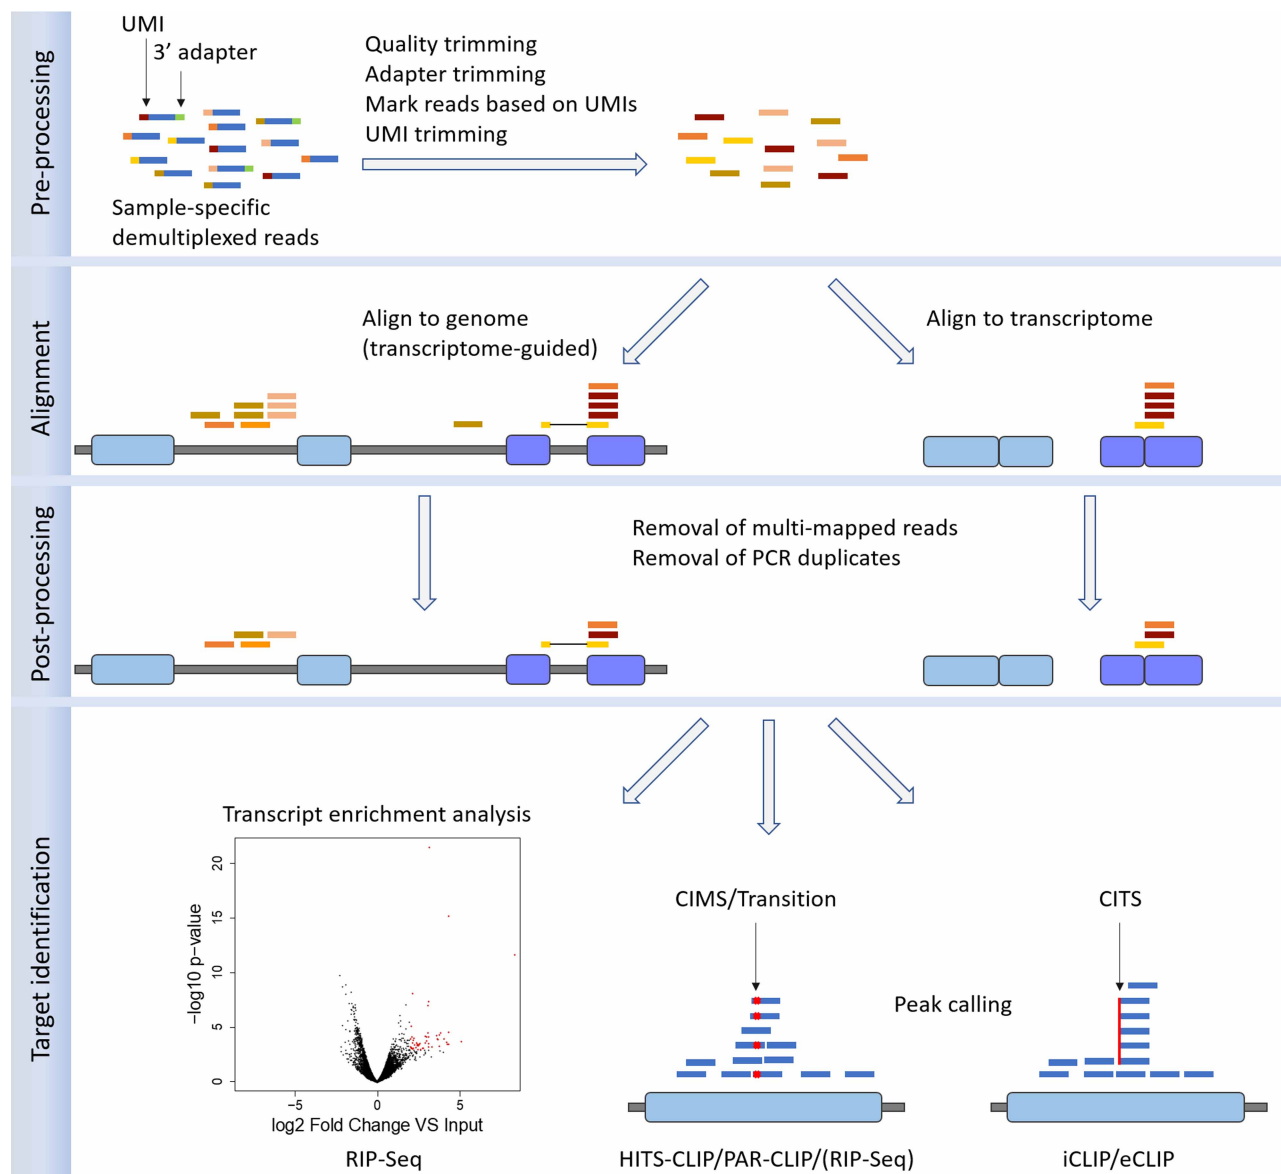 Pre-processing
UMI
3’ adapter
Sample-specific
demultiplexed reads
Quality trimming
Adapter trimming
Mark reads based on UMIs
UMI trimming
Alignment
Align to genome
(transcriptome-guided)
Align to transcriptome
Post-processing
Removal of multi-mapped reads
Removal of PCR duplicates
Target identification
Transcript enrichment analysis
−log10 p−value
20
15
10
5
0
−5 0 5
log2 Fold Change VS Input
RIP-Seq
CIMS/Transition
HITS-CLIP/PAR-CLIP/(RIP-Seq)
Peak calling
CITS
iCLIP/eCLIP